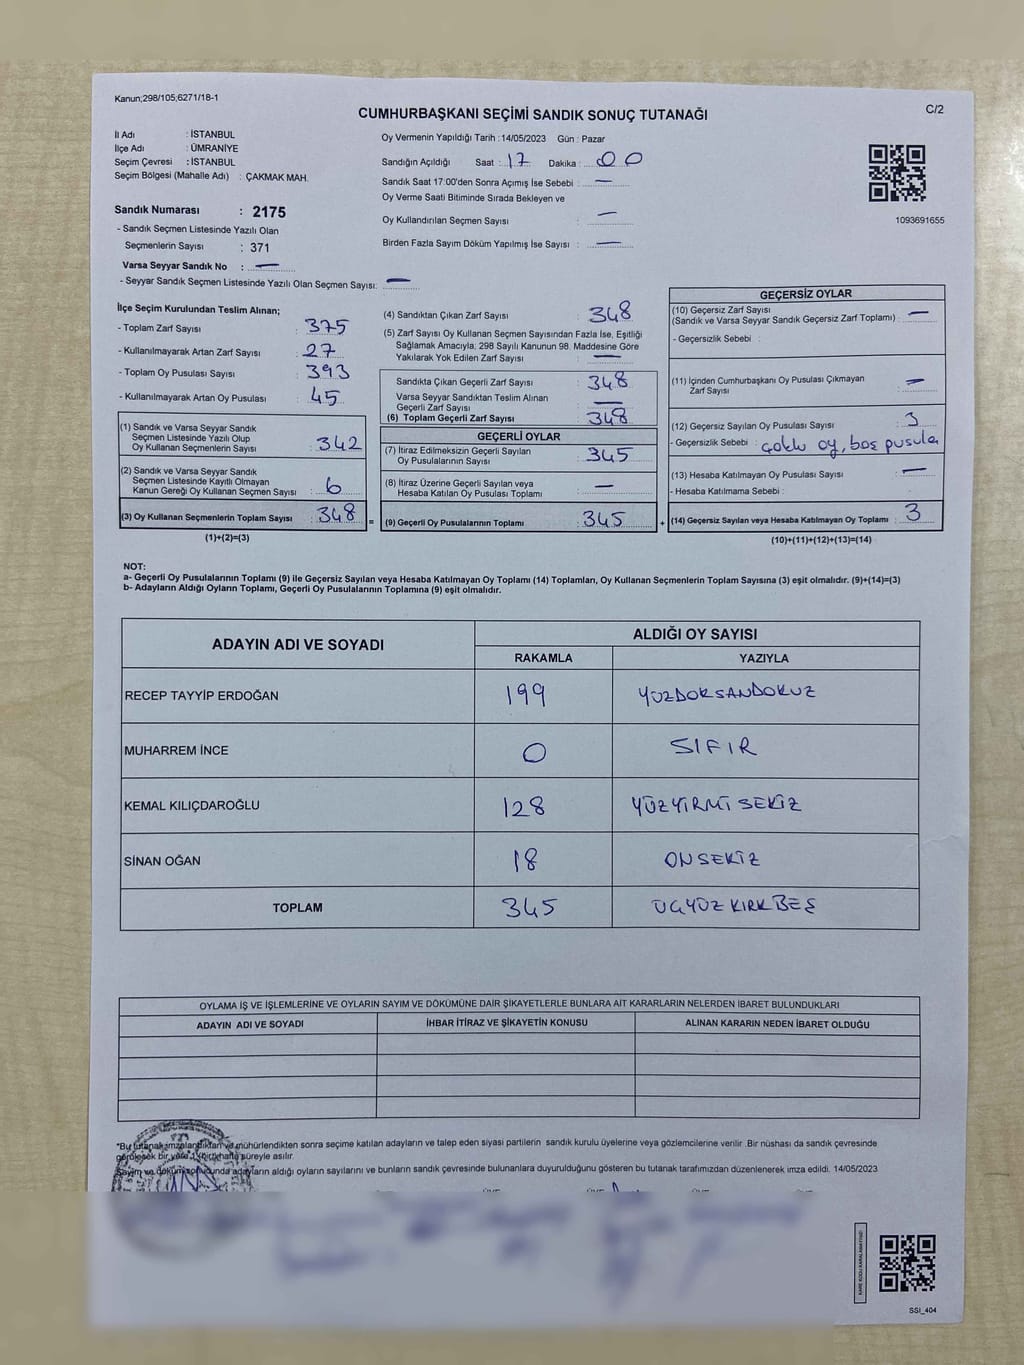 Kanun;298/105;6271/18-1
CUMHURBAŞKANI SEÇİMİ SANDIK SONUÇ TUTANAĞI
C/2
İl Adı : İSTANBUL
İlçe Adı : ÜMRANİYE
Seçim Çevresi : İSTANBUL
Seçim Bölgesi (Mahalle Adı) : ÇAKMAK MAH.
Sandık Numarası : 2175
- Sandık Seçmen Listesinde Yazılı Olan
Seçmenlerin Sayısı : 371
Varsa Seyyar Sandık No : —
- Seyyar Sandık Seçmen Listesinde Yazılı Olan Seçmen Sayısı: —
Oy Vermenin Yapıldığı Tarih : 14/05/2023 Gün : Pazar
Sandığın Açıldığı Saat : 17 Dakika : 00
Sandık Saat 17:00'den Sonra Açımış İse Sebebi : —
Oy Verme Saati Bitiminde Sırada Bekleyen ve
Oy Kullandırılan Seçmen Sayısı : —
Birden Fazla Sayım Döküm Yapılmış İse Sayısı : —
1093691655
İlçe Seçim Kurulundan Teslim Alınan;
- Toplam Zarf Sayısı : 375
- Kullanılmayarak Artan Zarf Sayısı : 27
- Toplam Oy Pusulası Sayısı : 393
- Kullanılmayarak Artan Oy Pusulası : 45
(1) Sandık ve Varsa Seyyar Sandık
Seçmen Listesinde Yazılı Olup
Oy Kullanan Seçmenlerin Sayısı : 342
(2) Sandık ve Varsa Seyyar Sandık
Seçmen Listesinde Kayıtlı Olmayan
Kanun Gereği Oy Kullanan Seçmen Sayısı : 6
(3) Oy Kullanan Seçmenlerin Toplam Sayısı : 348
(1)+(2)=(3)
(4) Sandıktan Çıkan Zarf Sayısı : 348
(5) Zarf Sayısı Oy Kullanan Seçmen Sayısından Fazla İse, Eşitliği
Sağlamak Amacıyla; 298 Sayılı Kanunun 98. Maddesine Göre
Yakılarak Yok Edilen Zarf Sayısı : —
Sandıkta Çıkan Geçerli Zarf Sayısı : 348
Varsa Seyyar Sandıktan Teslim Alınan
Geçerli Zarf Sayısı : —
(6) Toplam Geçerli Zarf Sayısı : 348
GEÇERLİ OYLAR
(7) İtiraz Edilmeksizin Geçerli Sayılan
Oy Pusulalarının Sayısı : 345
(8) İtiraz Üzerine Geçerli Sayılan veya
Hesaba Katılan Oy Pusulası Toplamı : —
= (9) Geçerli Oy Pusulalarının Toplamı : 345
GEÇERSİZ OYLAR
(10) Geçersiz Zarf Sayısı
(Sandık ve Varsa Seyyar Sandık Geçersiz Zarf Toplamı) : —
- Geçersizlik Sebebi :
(11) İçinden Cumhurbaşkanı Oy Pusulası Çıkmayan
Zarf Sayısı : —
(12) Geçersiz Sayılan Oy Pusulası Sayısı : 3
- Geçersizlik Sebebi : çoklu oy, boş pusula
(13) Hesaba Katılmayan Oy Pusulası Sayısı : —
- Hesaba Katılmama Sebebi :
+ (14) Geçersiz Sayılan veya Hesaba Katılmayan Oy Toplamı : 3
(10)+(11)+(12)+(13)=(14)
NOT:
a- Geçerli Oy Pusulalarının Toplamı (9) ile Geçersiz Sayılan veya Hesaba Katılmayan Oy Toplamı (14) Toplamları, Oy Kullanan Seçmenlerin Toplam Sayısına (3) eşit olmalıdır. (9)+(14)=(3)
b- Adayların Aldığı Oyların Toplamı, Geçerli Oy Pusulalarının Toplamına (9) eşit olmalıdır.
ADAYIN ADI VE SOYADI ALDIĞI OY SAYISI
RAKAMLA YAZIYLA
RECEP TAYYİP ERDOĞAN 199 YÜZDOKSANDOKUZ
MUHARREM İNCE 0 SIFIR
KEMAL KILIÇDAROĞLU 128 YÜZYİRMİ SEKİZ
SİNAN OĞAN 18 ONSEKİZ
TOPLAM 345 ÜÇYÜZ KIRK BEŞ
OYLAMA İŞ VE İŞLEMLERİNE VE OYLARIN SAYIM VE DÖKÜMÜNE DAİR ŞİKAYETLERLE BUNLARA AİT KARARLARIN NELERDEN İBARET BULUNDUKLARI
ADAYIN ADI VE SOYADI İHBAR İTİRAZ VE ŞİKAYETİN KONUSU ALINAN KARARIN NEDEN İBARET OLDUĞU
*Bu tutanak imzalandıktan ve mühürlendikten sonra seçime katılan adayların ve talep eden siyasi partilerin sandık kurulu üyelerine veya gözlemcilerine verilir .Bir nüshası da sandık çevresinde
görülecek bir yere, bir hafta süreyle asılır.
Sayım ve döküm sonucunda adayların aldığı oyların sayılarını ve bunların sandık çevresinde bulunanlara duyurulduğunu gösteren bu tutanak tarafımızdan düzenlenerek imza edildi. 14/05/2023
KARE KODU KARALAMAYINIZ!
SSI_404